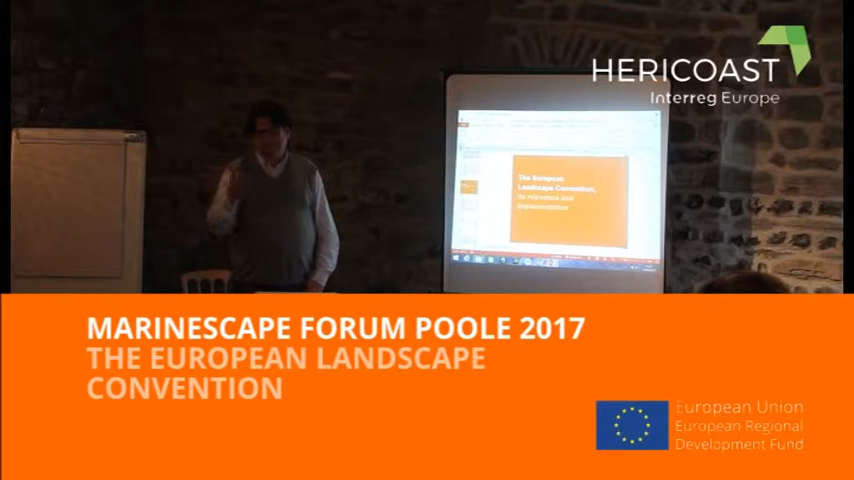 HERICOAST
Interreg Europe
The European
Landscape Convention,
its relevance and
implementation
MARINESCAPE FORUM POOLE 2017
THE EUROPEAN LANDSCAPE
CONVENTION
European Union
European Regional
Development Fund